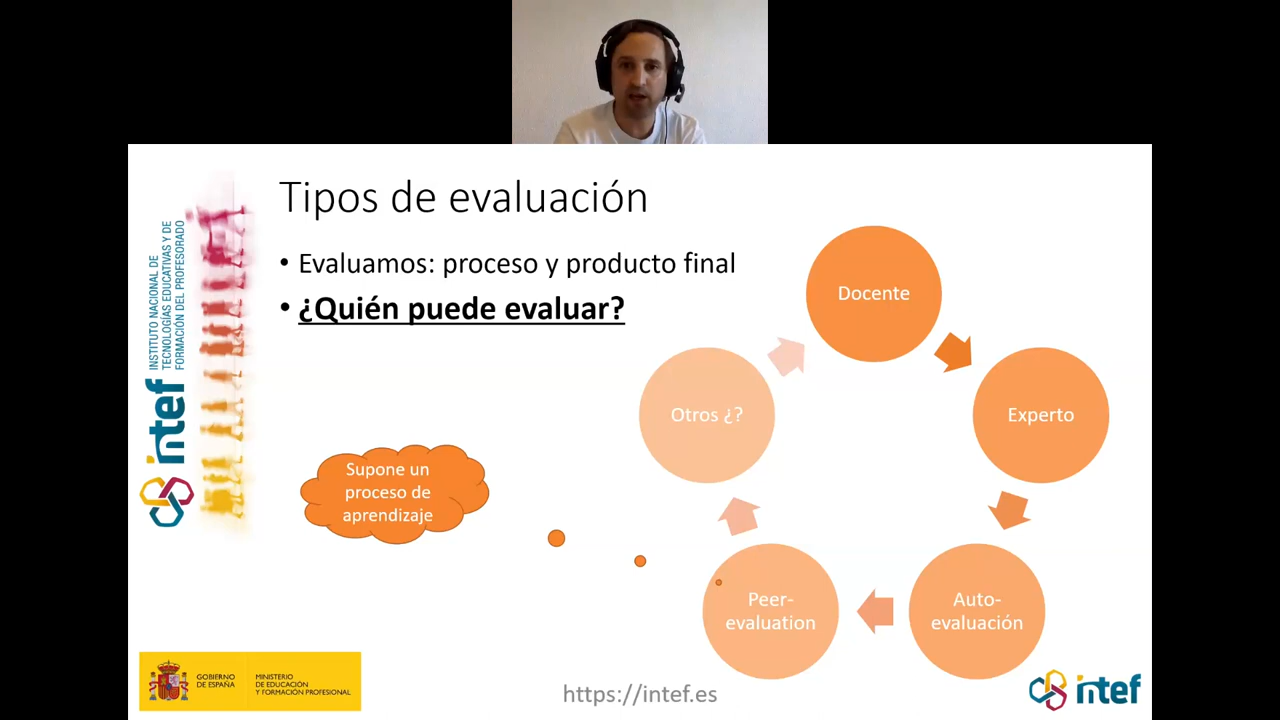 Tipos de evaluación
• Evaluamos: proceso y producto final
• ¿Quién puede evaluar?
Docente
Experto
Auto-
evaluación
Peer-
evaluation
Otros ¿?
Supone un
proceso de
aprendizaje
INSTITUTO NACIONAL DE
TECNOLOGÍAS EDUCATIVAS Y DE
FORMACIÓN DEL PROFESORADO
intef
GOBIERNO
DE ESPAÑA
MINISTERIO
DE EDUCACIÓN
Y FORMACIÓN PROFESIONAL
https://intef.es
intef